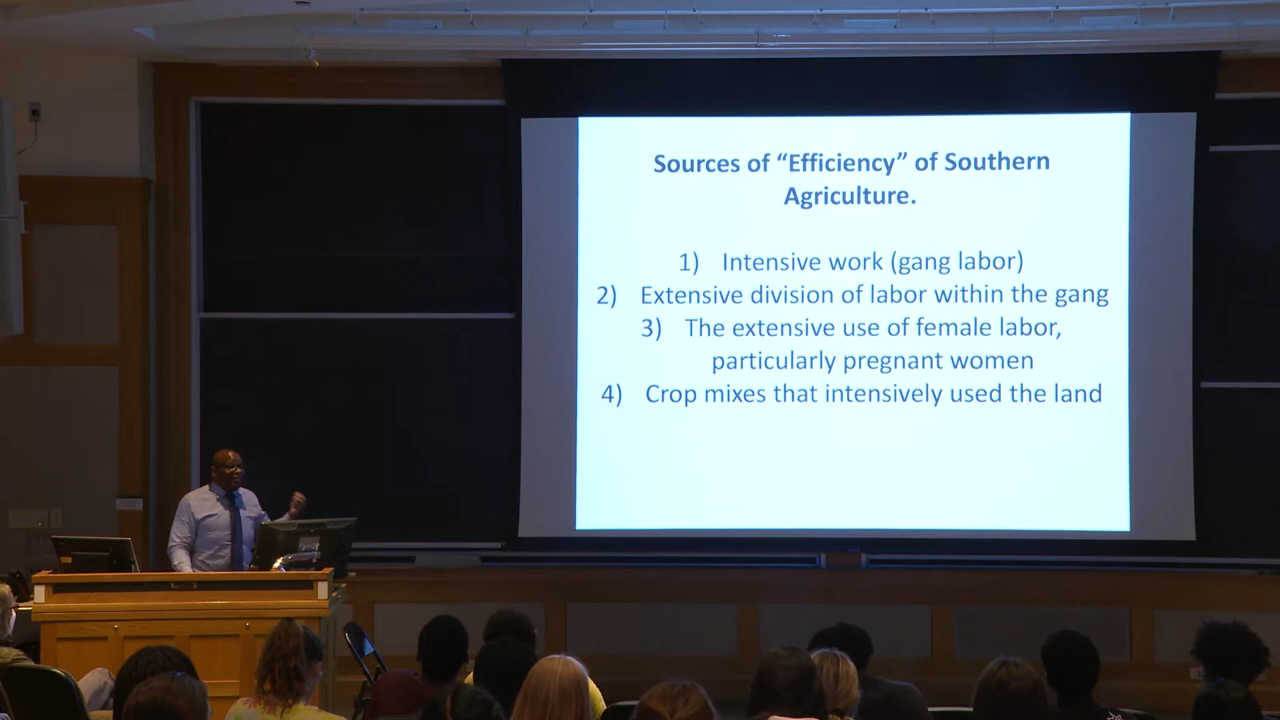 Sources of “Efficiency” of Southern
Agriculture.
1) Intensive work (gang labor)
2) Extensive division of labor within the gang
3) The extensive use of female labor,
particularly pregnant women
4) Crop mixes that intensively used the land